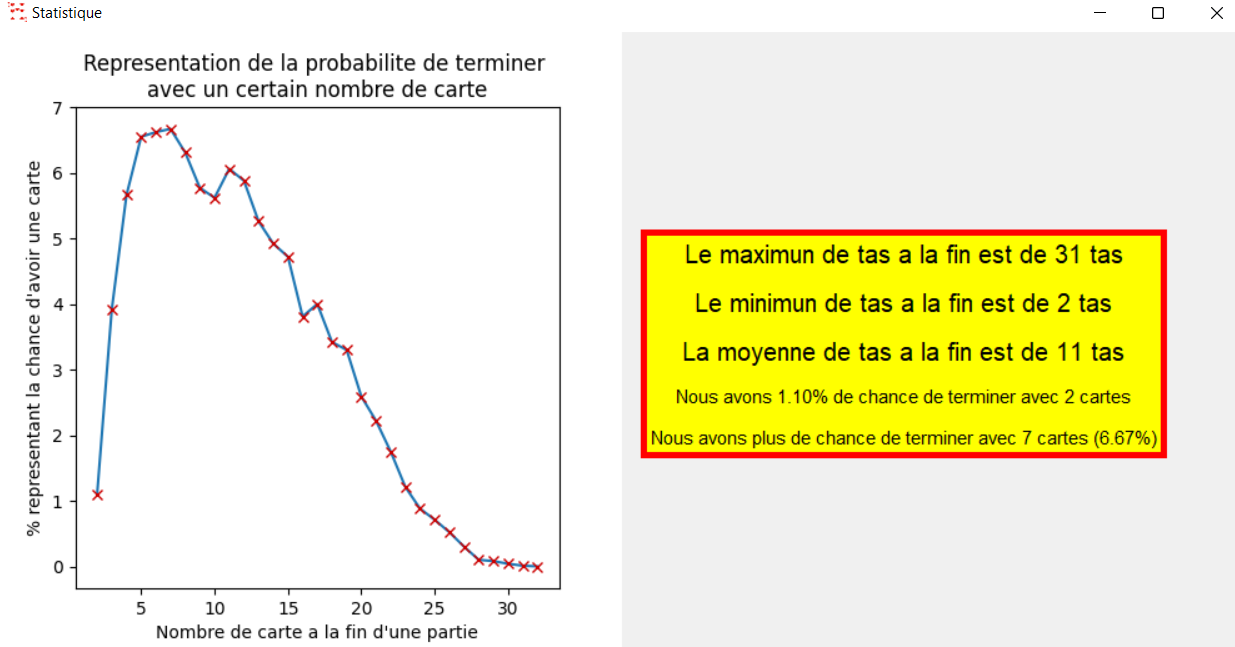 Statistique
Representation de la probabilite de terminer
avec un certain nombre de carte
7
6
5
4
3
2
1
0
% representant la chance d'avoir une carte
5 10 15 20 25 30
Nombre de carte a la fin d'une partie
Le maximun de tas a la fin est de 31 tas
Le minimun de tas a la fin est de 2 tas
La moyenne de tas a la fin est de 11 tas
Nous avons 1.10% de chance de terminer avec 2 cartes
Nous avons plus de chance de terminer avec 7 cartes (6.67%)